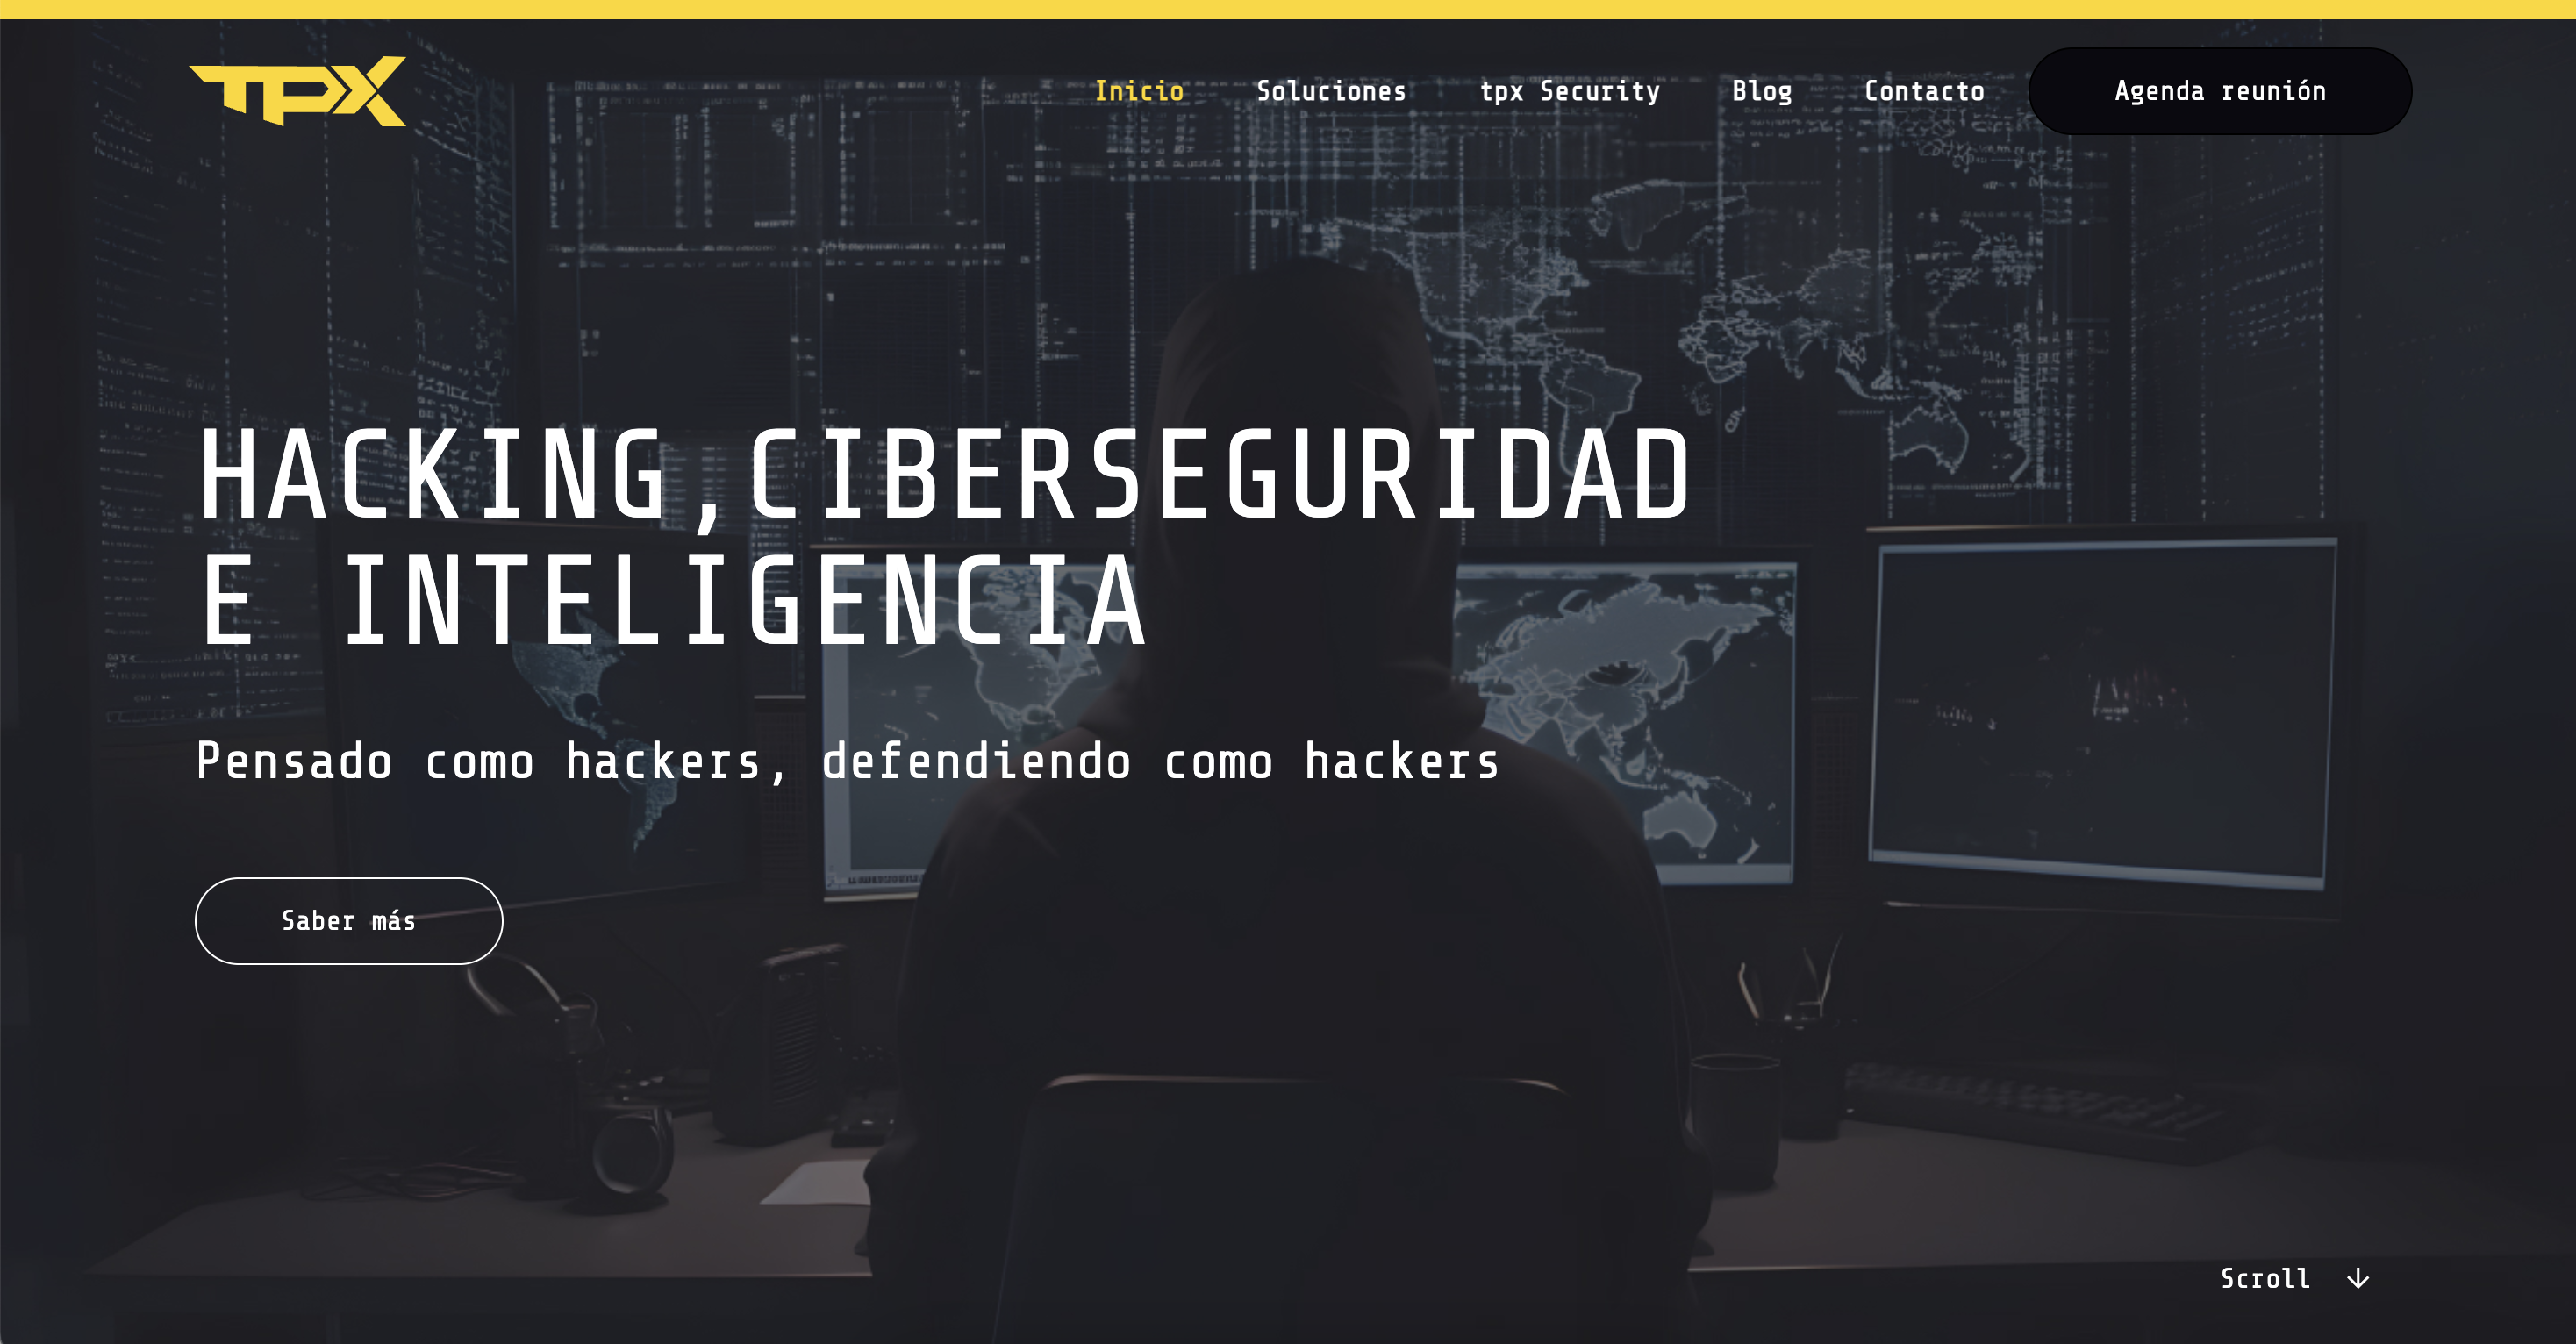 TPX
Inicio Soluciones tpx Security Blog Contacto Agenda reunión
HACKING,CIBERSEGURIDAD
E INTELIGENCIA
Pensado como hackers, defendiendo como hackers
Saber más
Scroll ↓